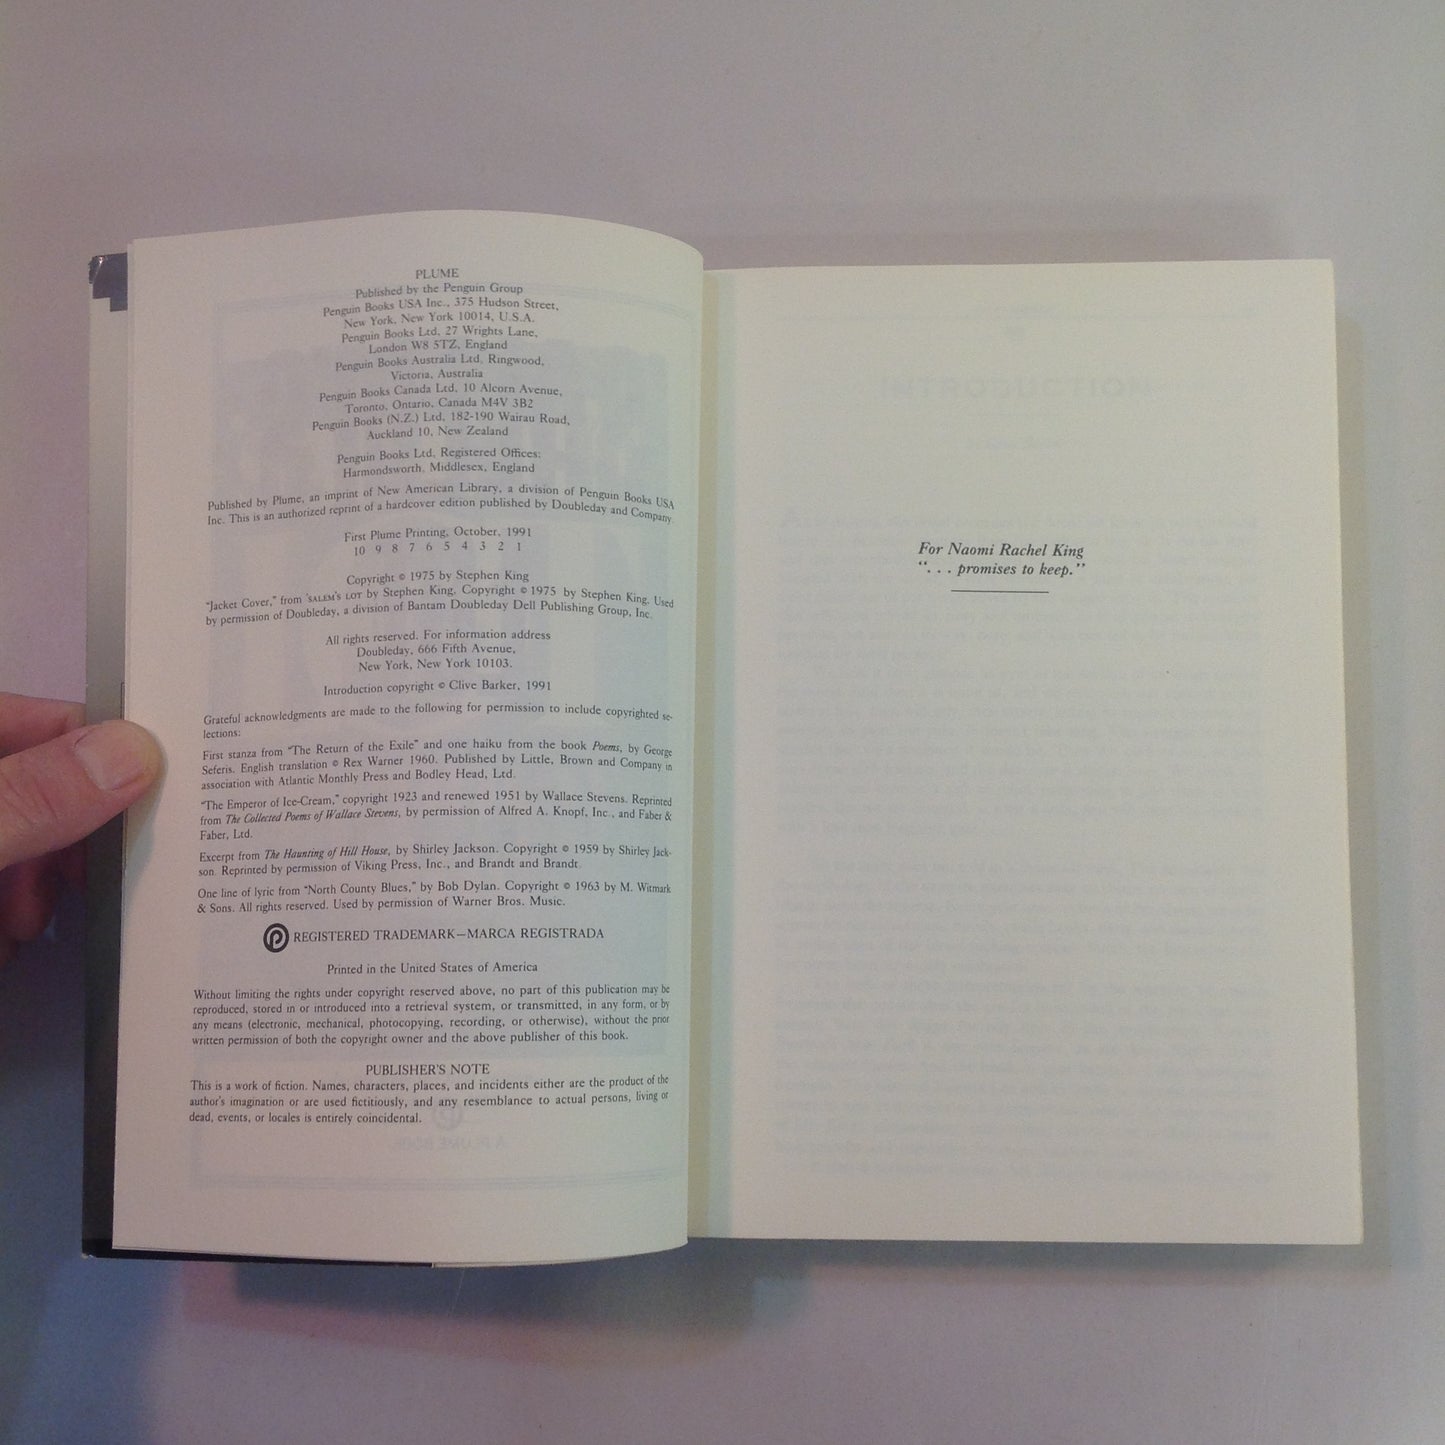 PLUME
Published by the Penguin Group
Penguin Books USA Inc., 375 Hudson Street,
New York, New York 10014, U.S.A.
Penguin Books Ltd, 27 Wrights Lane,
London W8 5TZ, England
Penguin Books Australia Ltd, Ringwood,
Victoria, Australia
Penguin Books Canada Ltd, 10 Alcorn Avenue,
Toronto, Ontario, Canada M4V 3B2
Penguin Books (N.Z.) Ltd, 182-190 Wairau Road,
Auckland 10, New Zealand
Penguin Books Ltd, Registered Offices:
Harmondsworth, Middlesex, England
Published by Plume, an imprint of New American Library, a division of Penguin Books USA
Inc. This is an authorized reprint of a hardcover edition published by Doubleday and Company.
First Plume Printing, October, 1991
10 9 8 7 6 5 4 3 2 1
Copyright © 1975 by Stephen King
"Jacket Cover," from 'SALEM'S LOT by Stephen King. Copyright © 1975 by Stephen King. Used
by permission of Doubleday, a division of Bantam Doubleday Dell Publishing Group, Inc.
All rights reserved. For information address
Doubleday, 666 Fifth Avenue,
New York, New York 10103.
Introduction copyright © Clive Barker, 1991
Grateful acknowledgments are made to the following for permission to include copyrighted se-
lections:
First stanza from "The Return of the Exile" and one haiku from the book Poems, by George
Seferis. English translation © Rex Warner 1960. Published by Little, Brown and Company in
association with Atlantic Monthly Press and Bodley Head, Ltd.
"The Emperor of Ice-Cream," copyright 1923 and renewed 1951 by Wallace Stevens. Reprinted
from The Collected Poems of Wallace Stevens, by permission of Alfred A. Knopf, Inc., and Faber &
Faber, Ltd.
Excerpt from The Haunting of Hill House, by Shirley Jackson. Copyright © 1959 by Shirley Jack-
son. Reprinted by permission of Viking Press, Inc., and Brandt and Brandt.
One line of lyric from "North County Blues," by Bob Dylan. Copyright © 1963 by M. Witmark
& Sons. All rights reserved. Used by permission of Warner Bros. Music.
REGISTERED TRADEMARK—MARCA REGISTRADA
Printed in the United States of America
Without limiting the rights under copyright reserved above, no part of this publication may be
reproduced, stored in or introduced into a retrieval system, or transmitted, in any form, or by
any means (electronic, mechanical, photocopying, recording, or otherwise), without the prior
written permission of both the copyright owner and the above publisher of this book.
PUBLISHER'S NOTE
This is a work of fiction. Names, characters, places, and incidents either are the product of the
author's imagination or are used fictitiously, and any resemblance to actual persons, living or
dead, events, or locales is entirely coincidental.
For Naomi Rachel King
". . . promises to keep."